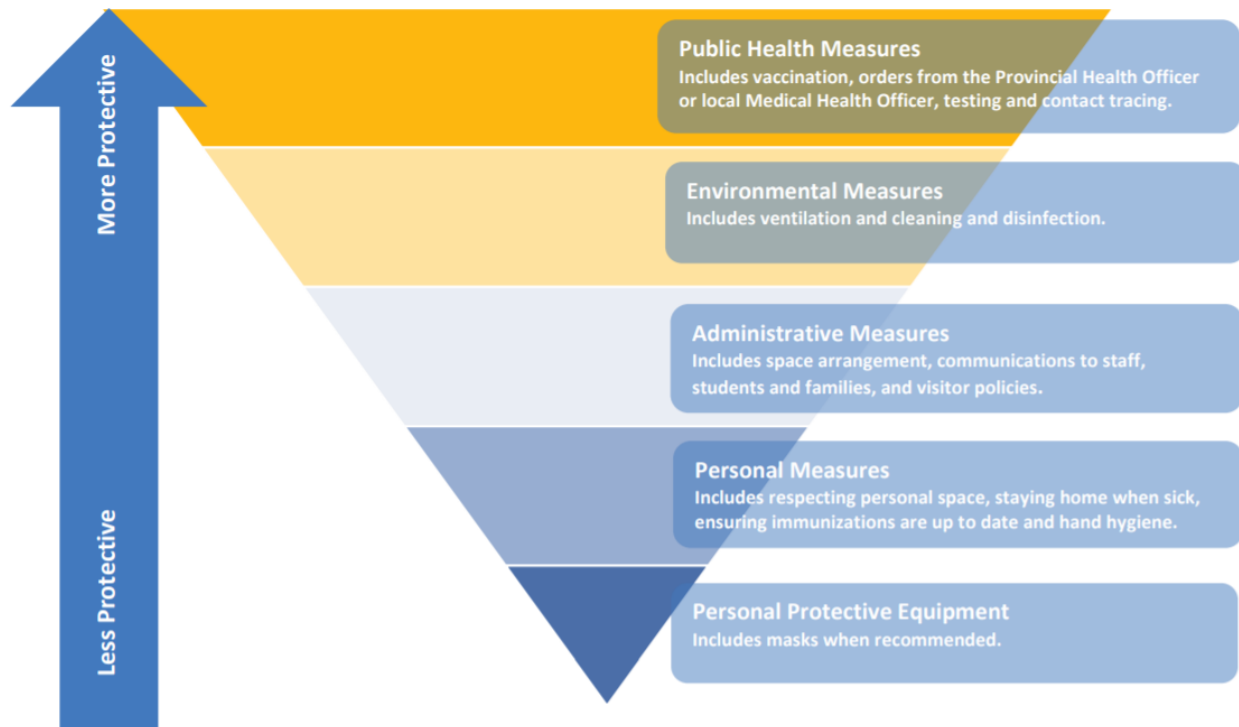 More Protective
Less Protective
Public Health Measures
Includes vaccination, orders from the Provincial Health Officer
or local Medical Health Officer, testing and contact tracing.
Environmental Measures
Includes ventilation and cleaning and disinfection.
Administrative Measures
Includes space arrangement, communications to staff,
students and families, and visitor policies.
Personal Measures
Includes respecting personal space, staying home when sick,
ensuring immunizations are up to date and hand hygiene.
Personal Protective Equipment
Includes masks when recommended.